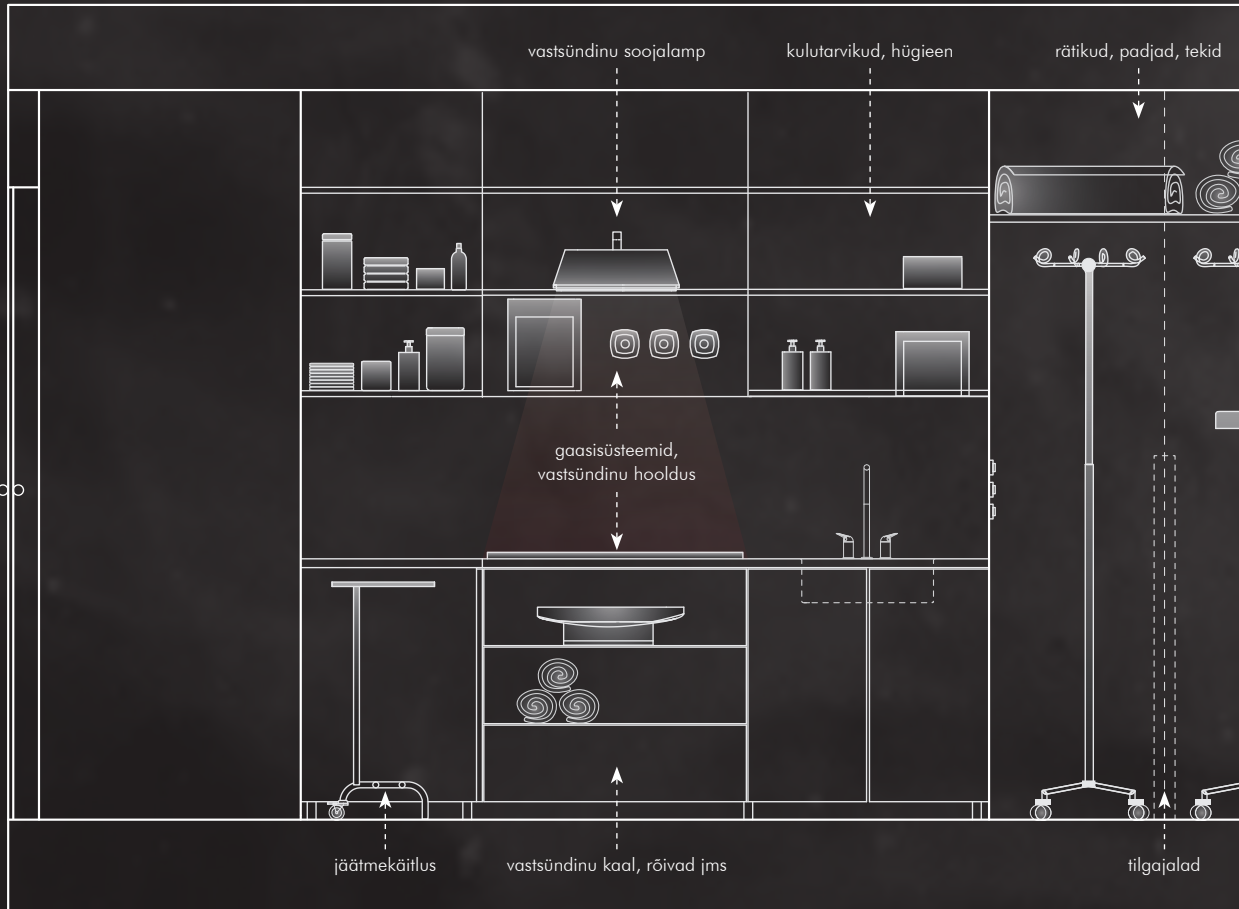 vastsündinu soojalamp
kulutarvikud, hügieen
rätikud, padjad, tekid
gaasisüsteemid,
vastsündinu hooldus
jäätmekäitlus
vastsündinu kaal, rõivad jms
tilgajalad